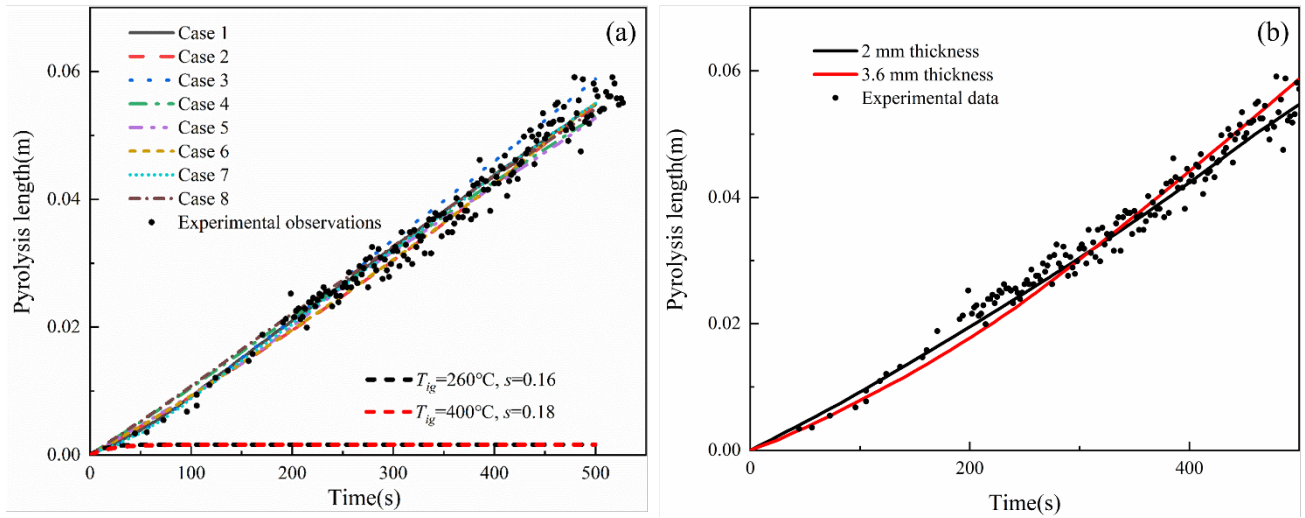 (a)
Case 1
Case 2
Case 3
Case 4
Case 5
Case 6
Case 7
Case 8
Experimental observations
T_ig=260°C, s=0.16
T_ig=400°C, s=0.18
Pyrolysis length(m)
0.06
0.04
0.02
0.00
0 100 200 300 400 500
Time(s)
(b)
2 mm thickness
3.6 mm thickness
Experimental data
Pyrolysis length(m)
0.06
0.04
0.02
0.00
0 200 400
Time(s)